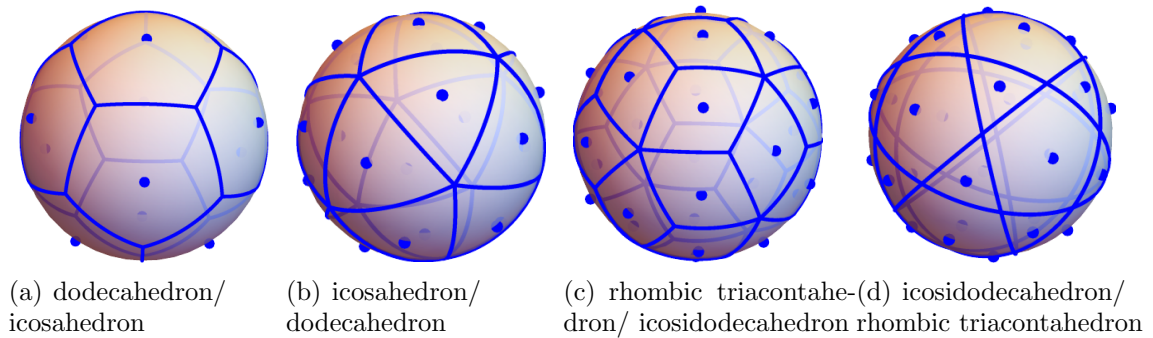 (a) dodecahedron/
icosahedron
(b) icosahedron/
dodecahedron
(c) rhombic triacontahe-
dron/ icosidodecahedron
(d) icosidodecahedron/
rhombic triacontahedron